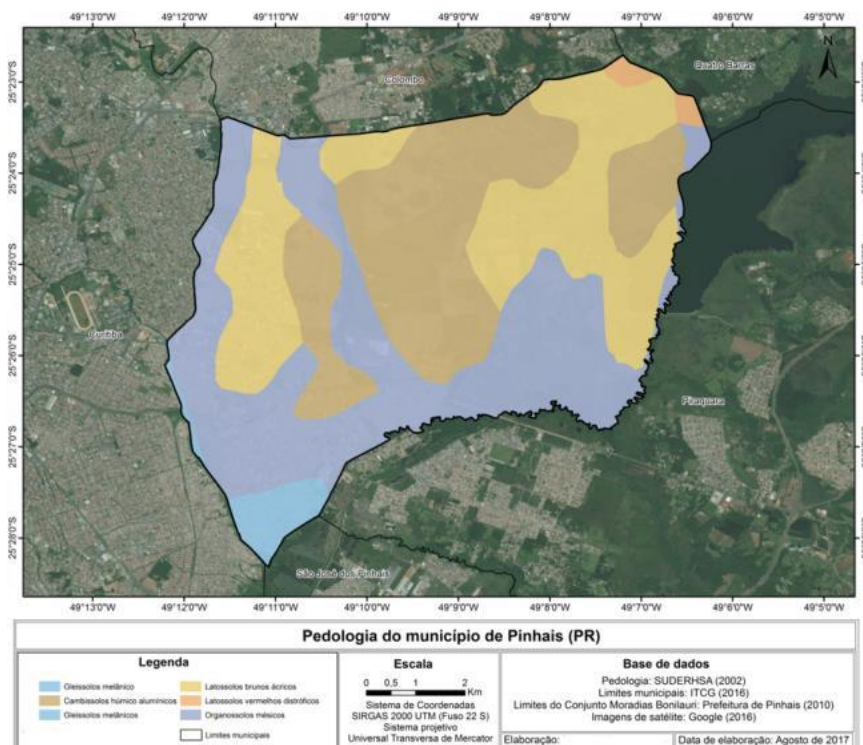 49°13'0"O 49°12'0"O 49°11'0"O 49°10'0"O 49°9'0"O 49°8'0"O 49°7'0"O 49°6'0"O 49°5'0"O
N
Colombo
Quatro Barras
25°23'0"S
25°24'0"S
25°25'0"S
25°26'0"S
25°27'0"S
25°28'0"S
Curitiba
Piraquara
São José dos Pinhais
49°13'0"O 49°12'0"O 49°11'0"O 49°10'0"O 49°9'0"O 49°8'0"O 49°7'0"O 49°6'0"O 49°5'0"O
Pedologia do município de Pinhais (PR)
Legenda
Gleissolos melânico
Cambissolos húmico alumínicos
Gleissolos melânicos
Latossolos brunos ácricos
Latossolos vermelhos distróficos
Organossolos mésicos
Limites municipais
Escala
0 0,5 1 2
Km
Sistema de Coordenadas
SIRGAS 2000 UTM (Fuso 22 S)
Sistema projetivo
Universal Transversa de Mercator
Base de dados
Pedologia: SUDERHSA (2002)
Limites municipais: ITCG (2016)
Limites do Conjunto Moradias Bonilauri: Prefeitura de Pinhais (2010)
Imagens de satélite: Google (2016)
Elaboração:
Data de elaboração: Agosto de 2017